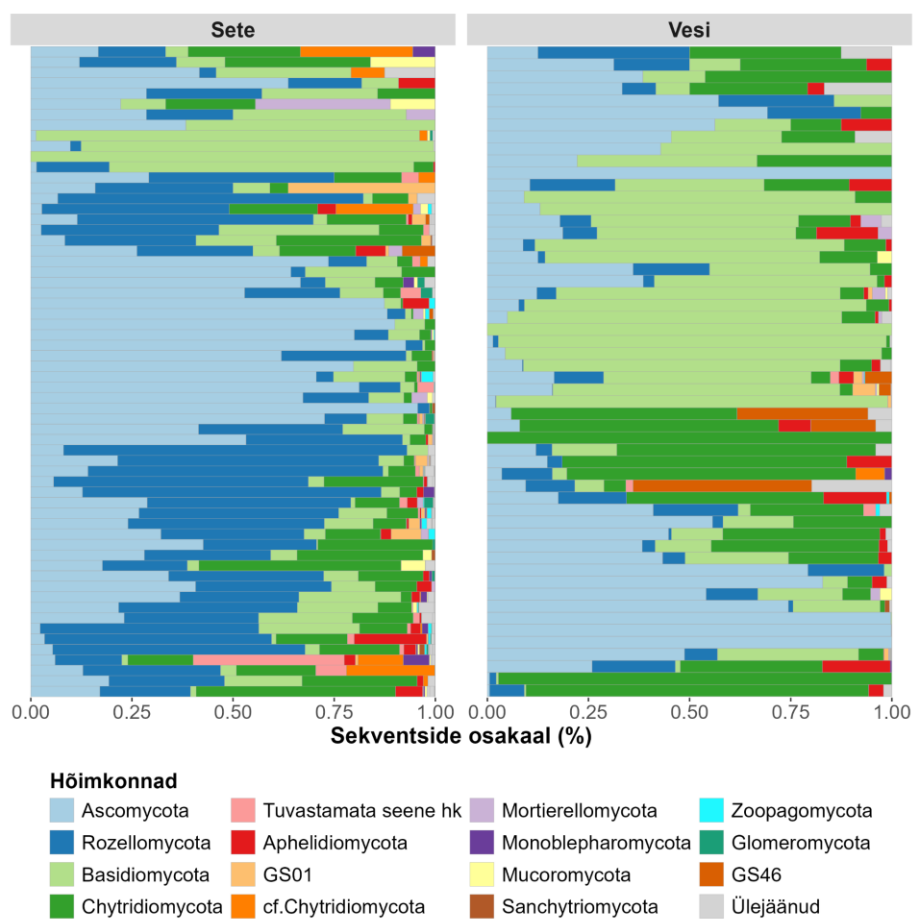 Sete Vesi
0.00 0.25 0.50 0.75 1.00 0.00 0.25 0.50 0.75 1.00
Sekventside osakaal (%)
Hõimkonnad
Ascomycota Tuvastamata seene hk Mortierellomycota Zoopagomycota
Rozellomycota Aphelidiomycota Monoblepharomycota Glomeromycota
Basidiomycota GS01 Mucoromycota GS46
Chytridiomycota cf.Chytridiomycota Sanchytriomycota Ülejäänud